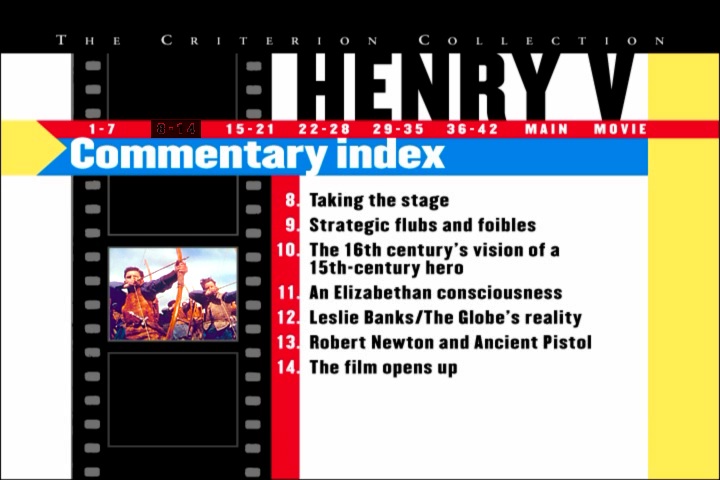 THE CRITERION COLLECTION
HENRY V
1-7 8-14 15-21 22-28 29-35 36-42 MAIN MOVIE
Commentary index
8. Taking the stage
9. Strategic flubs and foibles
10. The 16th century's vision of a
15th-century hero
11. An Elizabethan consciousness
12. Leslie Banks/The Globe's reality
13. Robert Newton and Ancient Pistol
14. The film opens up